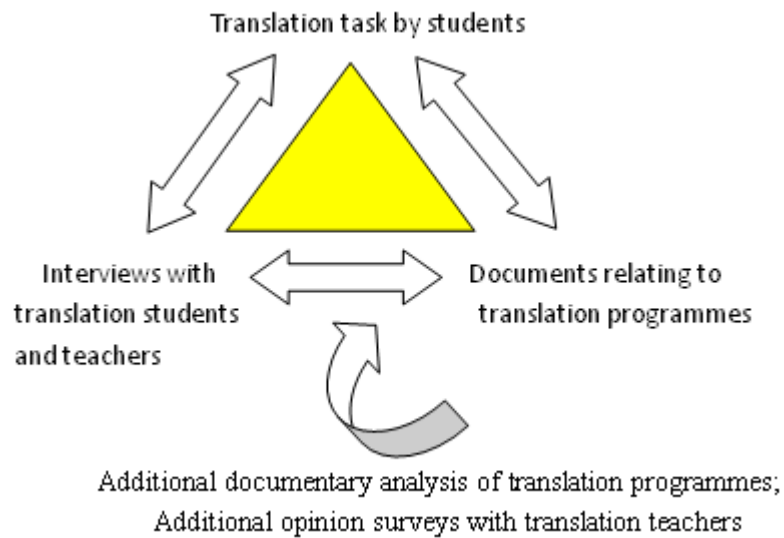 Translation task by students
Interviews with
translation students
and teachers
Documents relating to
translation programmes
Additional documentary analysis of translation programmes;
Additional opinion surveys with translation teachers